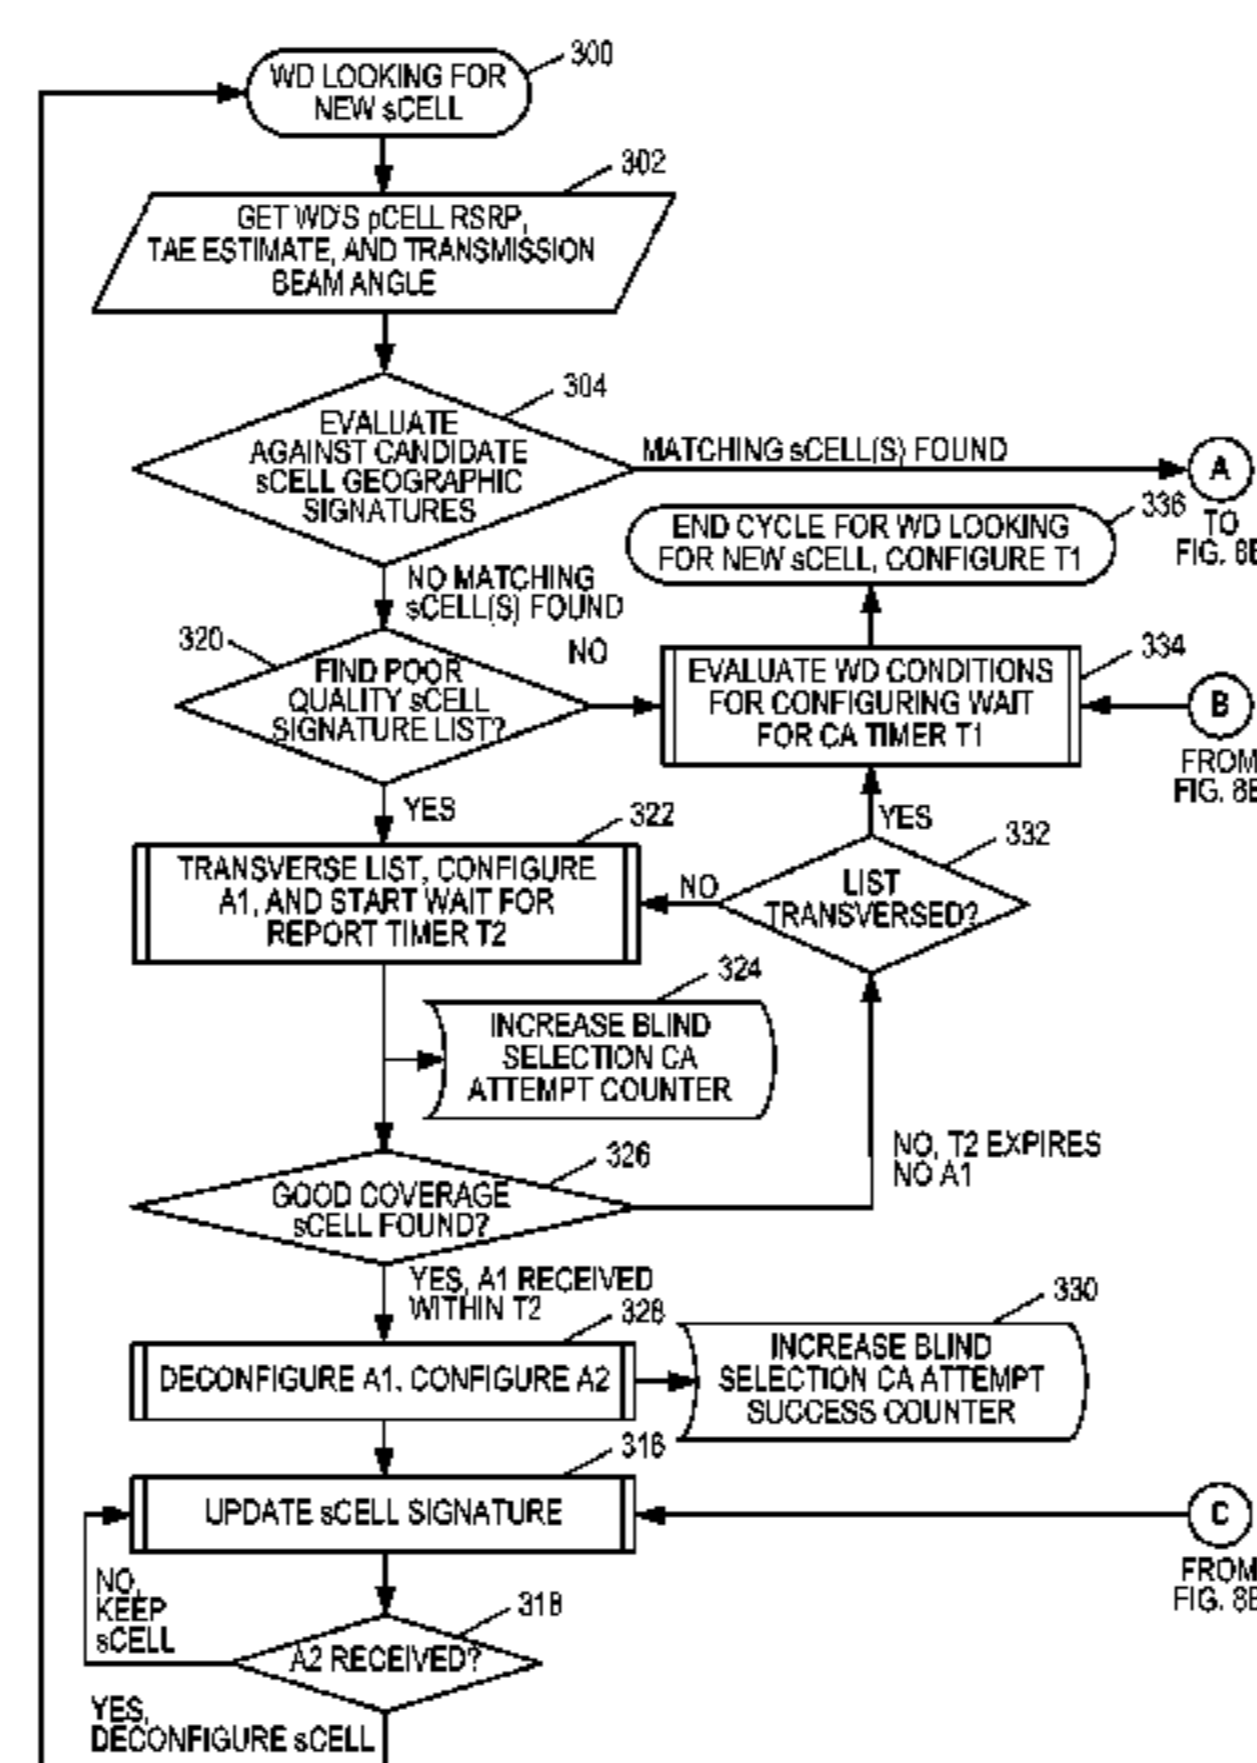 WD LOOKING FOR
NEW sCELL
300
302
GET WD'S pCELL RSRP,
TAE ESTIMATE, AND TRANSMISSION
BEAM ANGLE
304
EVALUATE
AGAINST CANDIDATE
sCELL GEOGRAPHIC
SIGNATURES
MATCHING sCELL(S) FOUND
A
TO
FIG. 8B
336
END CYCLE FOR WD LOOKING
FOR NEW sCELL, CONFIGURE T1
NO MATCHING
sCELL(S) FOUND
320
FIND POOR
QUALITY sCELL
SIGNATURE LIST?
NO
334
EVALUATE WD CONDITIONS
FOR CONFIGURING WAIT
FOR CA TIMER T1
B
FROM
FIG. 8B
YES
322
TRANSVERSE LIST, CONFIGURE
A1, AND START WAIT FOR
REPORT TIMER T2
YES
332
LIST
TRANSVERSED?
NO
324
INCREASE BLIND
SELECTION CA
ATTEMPT COUNTER
326
GOOD COVERAGE
sCELL FOUND?
NO, T2 EXPIRES
NO A1
YES, A1 RECEIVED
WITHIN T2
328
DECONFIGURE A1, CONFIGURE A2
330
INCREASE BLIND
SELECTION CA ATTEMPT
SUCCESS COUNTER
316
UPDATE sCELL SIGNATURE
C
FROM
FIG. 8B
NO,
KEEP
sCELL
318
A2 RECEIVED?
YES,
DECONFIGURE sCELL